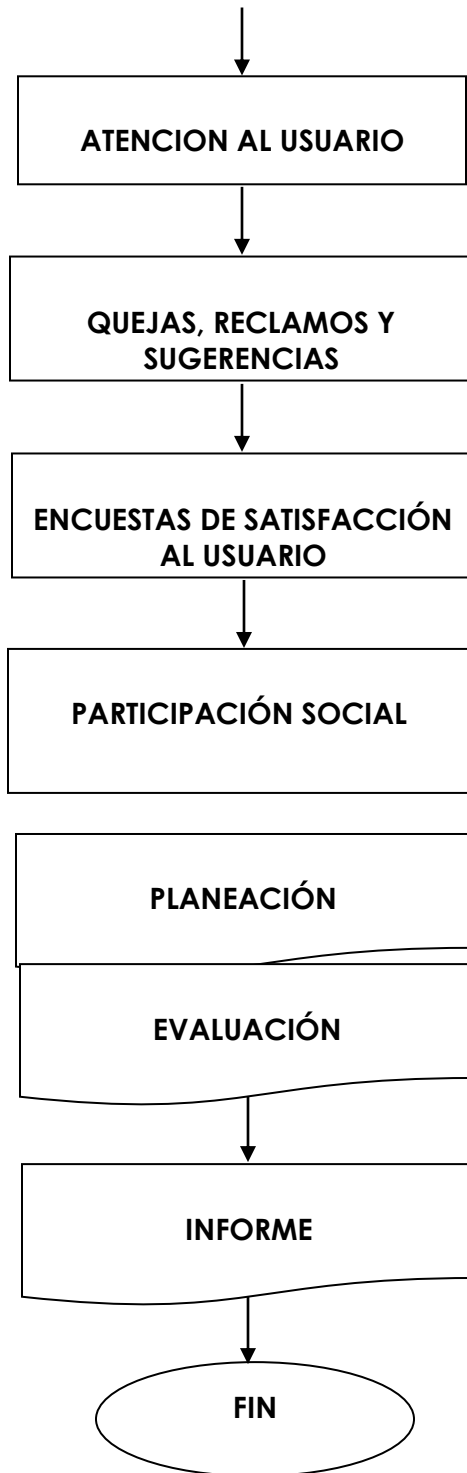 ATENCION AL USUARIO
QUEJAS, RECLAMOS Y
SUGERENCIAS
ENCUESTAS DE SATISFACCIÓN
AL USUARIO
PARTICIPACIÓN SOCIAL
PLANEACIÓN
EVALUACIÓN
INFORME
FIN